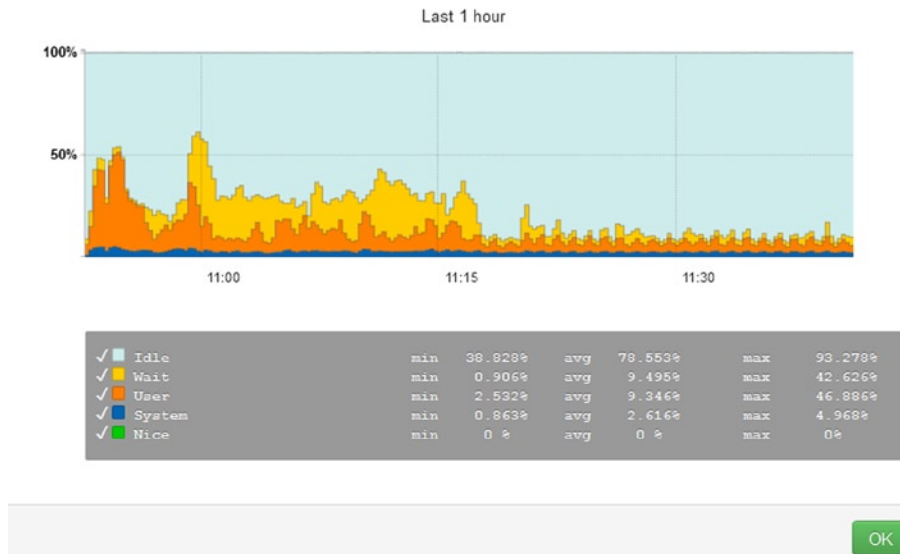 Last 1 hour
100%
50%
11:00 11:15 11:30
✓ Idle min 38.828% avg 78.553% max 93.278%
✓ Wait min 0.906% avg 9.495% max 42.626%
✓ User min 2.532% avg 9.346% max 46.886%
✓ System min 0.863% avg 2.616% max 4.968%
✓ Nice min 0 % avg 0 % max 0%
OK